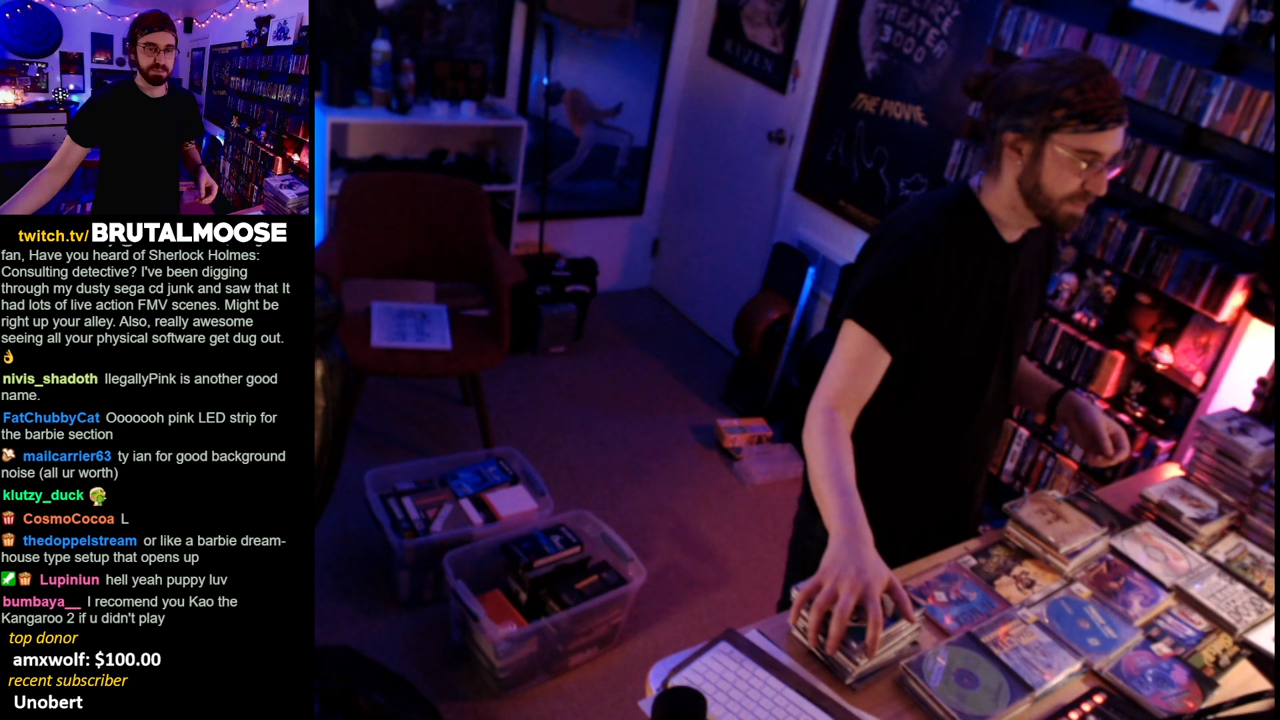 twitch.tv/BRUTALMOOSE
fan, Have you heard of Sherlock Holmes:
Consulting detective? I've been digging
through my dusty sega cd junk and saw that It
had lots of live action FMV scenes. Might be
right up your alley. Also, really awesome
seeing all your physical software get dug out.
👌
nivis_shadoth IlegallyPink is another good
name.
FatChubbyCat Ooooooh pink LED strip for
the barbie section
mailcarrier63 ty ian for good background
noise (all ur worth)
klutzy_duck
CosmoCocoa L
thedoppelstream or like a barbie dream-
house type setup that opens up
Lupiniun hell yeah puppy luv
bumbaya__ I recomend you Kao the
Kangaroo 2 if u didn't play
top donor
amxwolf: $100.00
recent subscriber
Unobert
THEATER
3000
THE MOVIE